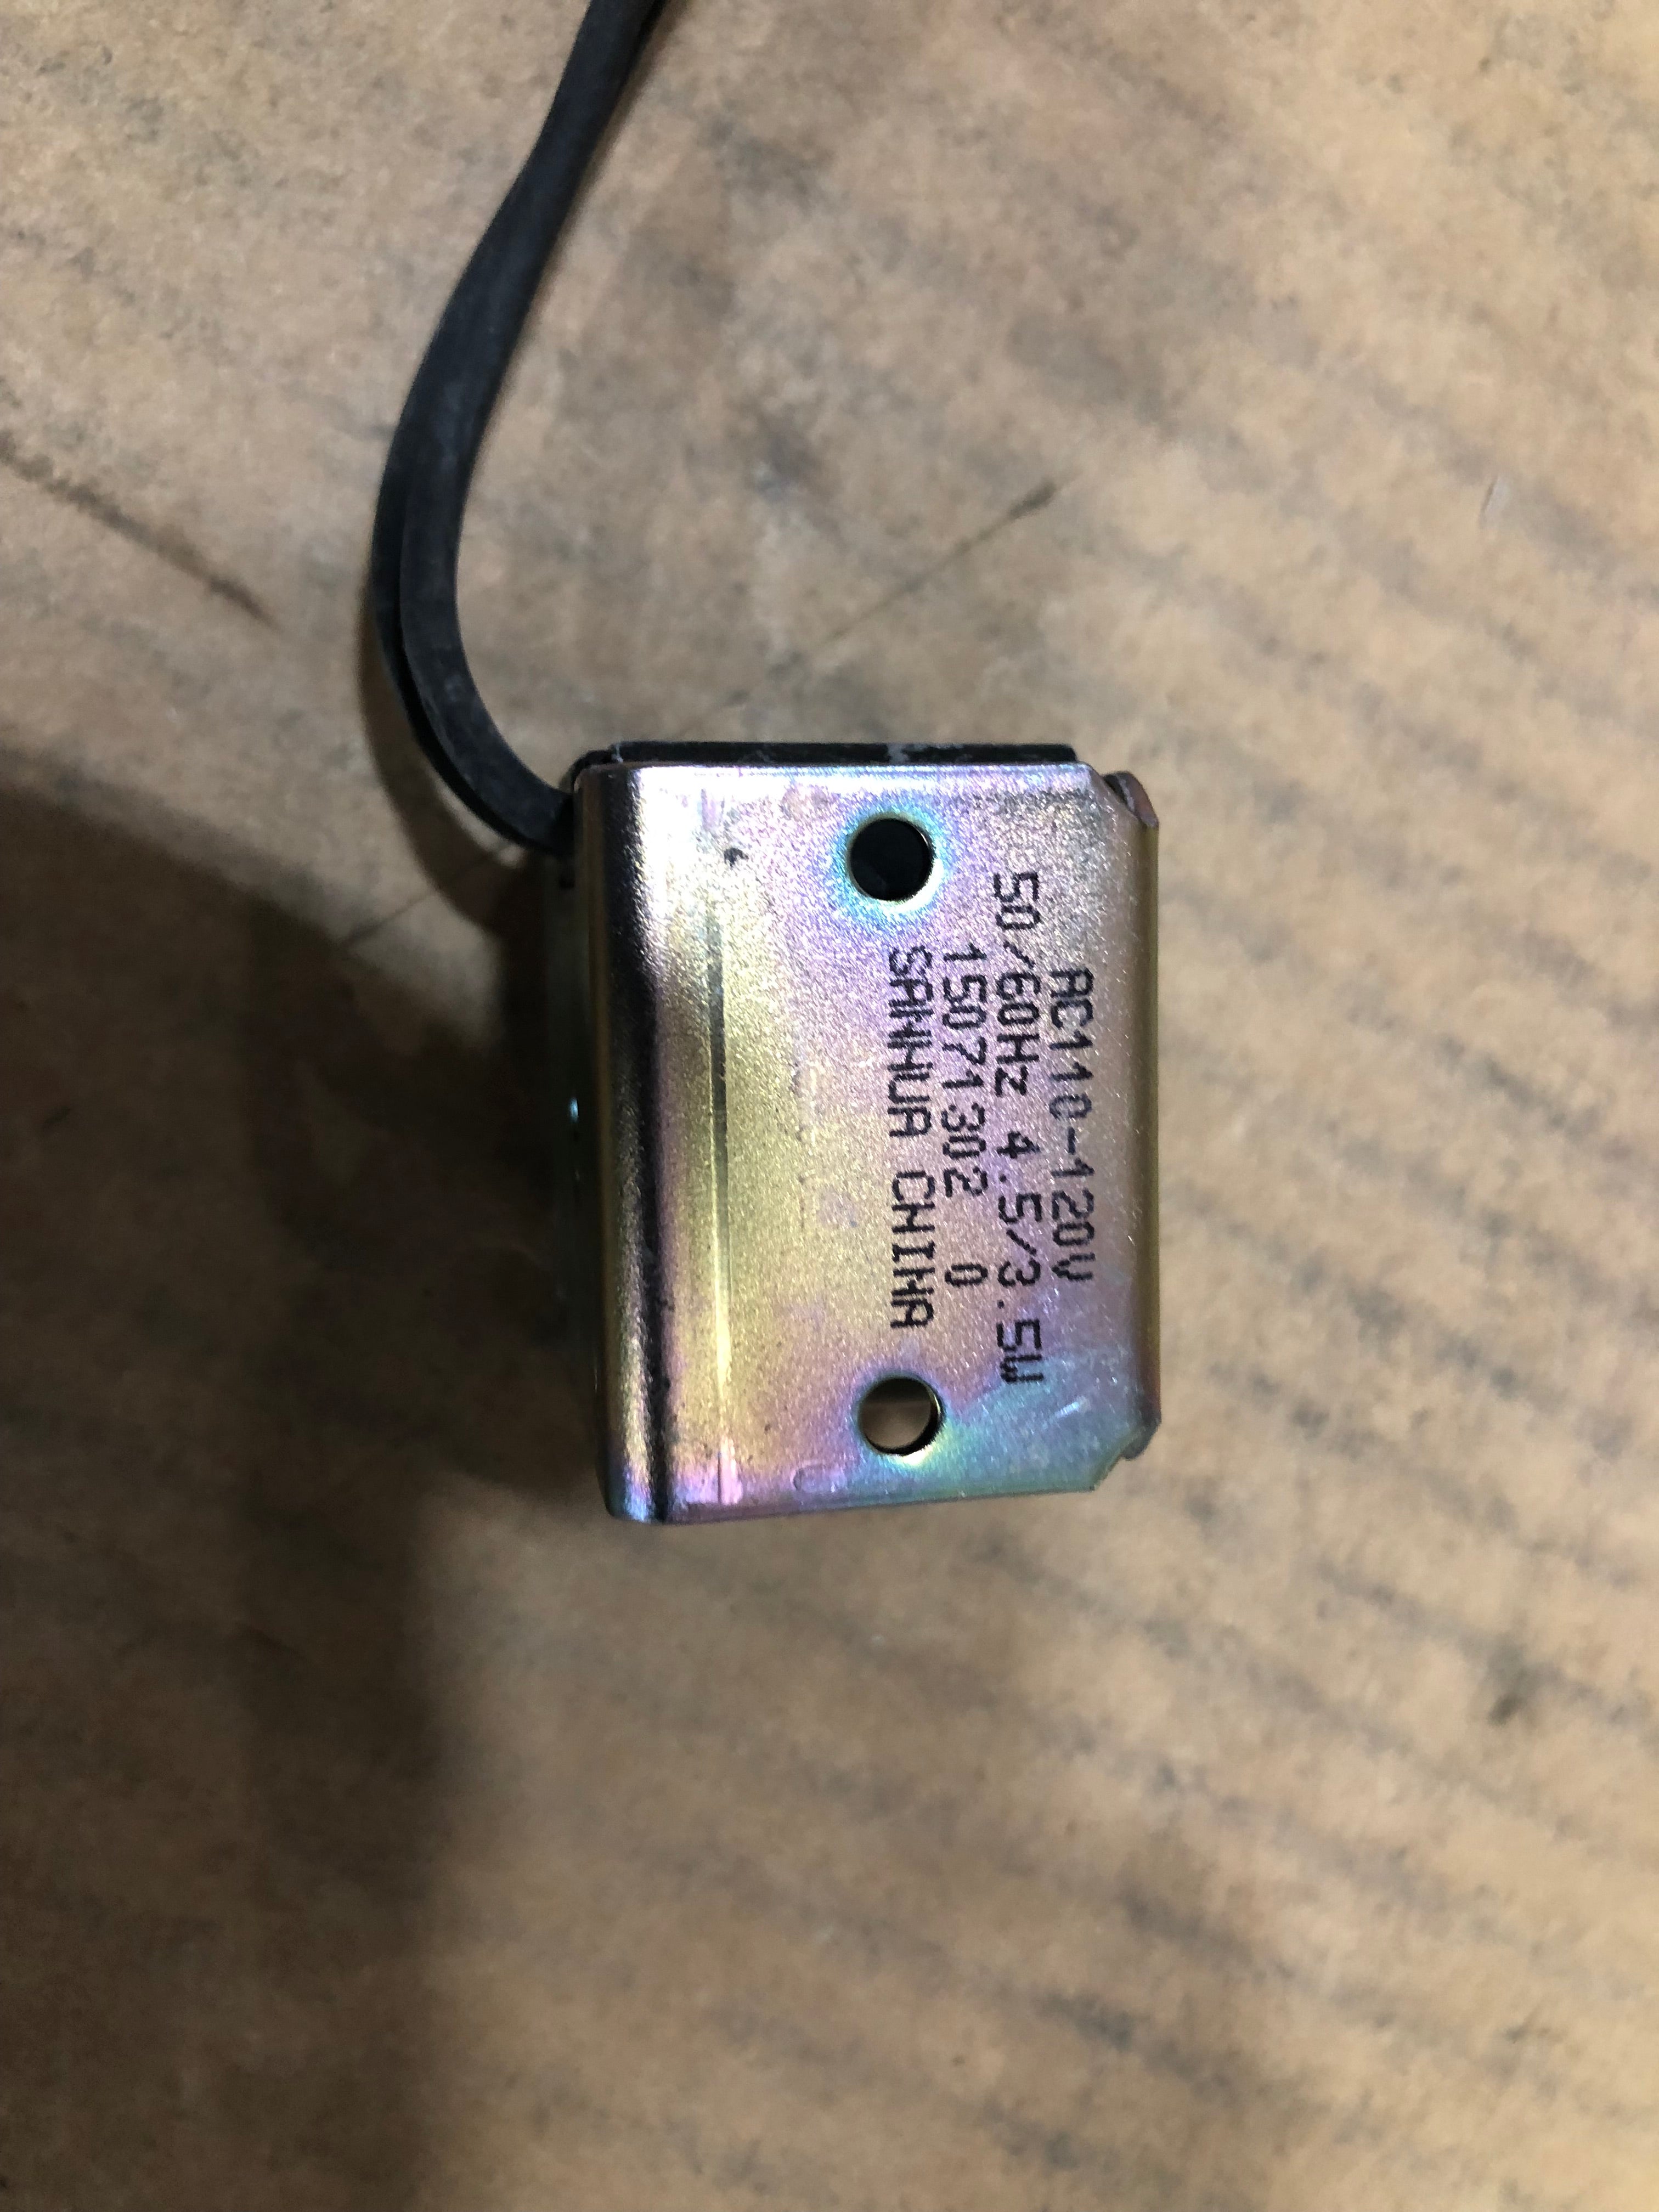 AC110-120V
50/60Hz 4.5/3.5W
15071302 0
SANHUA CHINA